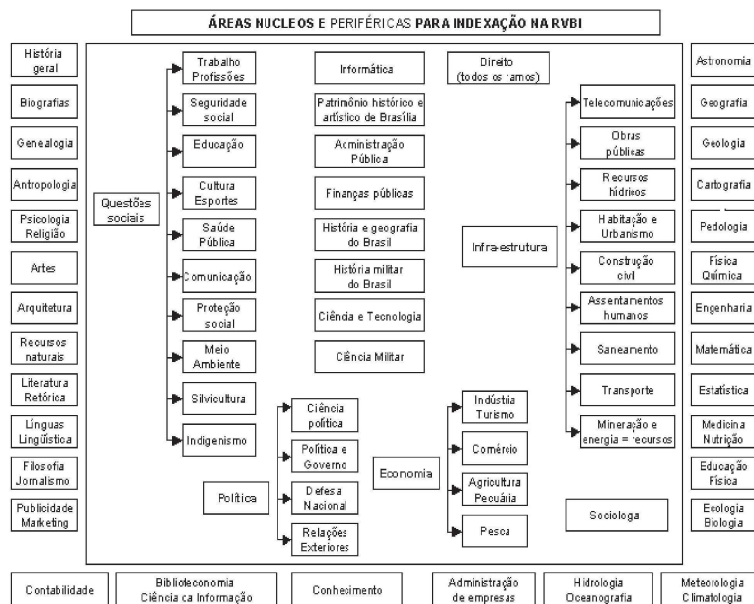 ÁREAS NUCLEOS E PERIFÉRICAS PARA INDEXAÇÃO NA RVBI
História
geral
Biografias
Genealogia
Antropologia
Psicologia
Religião
Artes
Arquitetura
Recursos
naturais
Literatura
Retórica
Línguas
Lingüística
Filosofia
Jornalismo
Publicidade
Marketing
Questões
sociais
Trabalho
Profissões
Seguridade
social
Educação
Cultura
Esportes
Saúde
Pública
Comunicação
Proteção
social
Meio
Ambiente
Silvicultura
Indigenismo
Informática
Patrimônio histórico e
artístico de Brasília
Administração
Pública
Finanças públicas
História e geografia
do Brasil
História militar
do Brasil
Ciência e Tecnologia
Ciência Militar
Política
Ciência
política
Política e
Governo
Defesa
Nacional
Relações
Exteriores
Direito
(todos os ramos)
Infra-estrutura
Telecomunicações
Obras
públicas
Recursos
hídricos
Habitação e
Urbanismo
Construção
civil
Assentamentos
humanos
Saneamento
Transporte
Mineração e
energia = recursos
Economia
Indústria
Turismo
Comércio
Agricultura
Pecuária
Pesca
Sociologa
Astronomia
Geografia
Geologia
Cartografia
Pedologia
Física
Química
Engenharia
Matemática
Estatística
Medicina
Nutrição
Educação
Física
Ecologia
Biologia
Contabilidade
Biblioteconomia
Ciência da Informação
Conhecimento
Administração
de empresas
Hidrologia
Oceanografia
Meteorologia
Climatologia